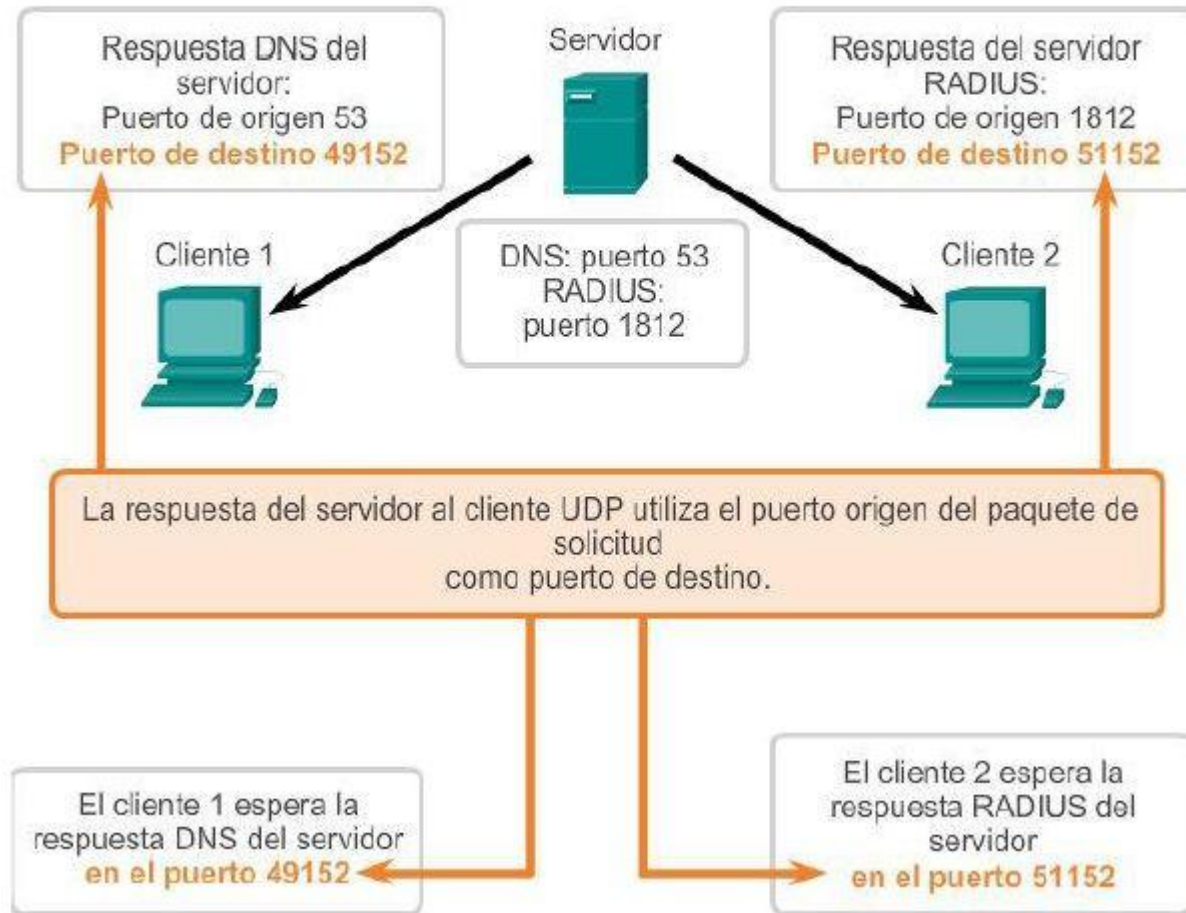 Respuesta DNS del
servidor:
Puerto de origen 53
Puerto de destino 49152
Servidor
Respuesta del servidor
RADIUS:
Puerto de origen 1812
Puerto de destino 51152
Cliente 1
DNS: puerto 53
RADIUS:
puerto 1812
Cliente 2
La respuesta del servidor al cliente UDP utiliza el puerto origen del paquete de
solicitud
como puerto de destino.
El cliente 1 espera la
respuesta DNS del servidor
en el puerto 49152
El cliente 2 espera la
respuesta RADIUS del
servidor
en el puerto 51152